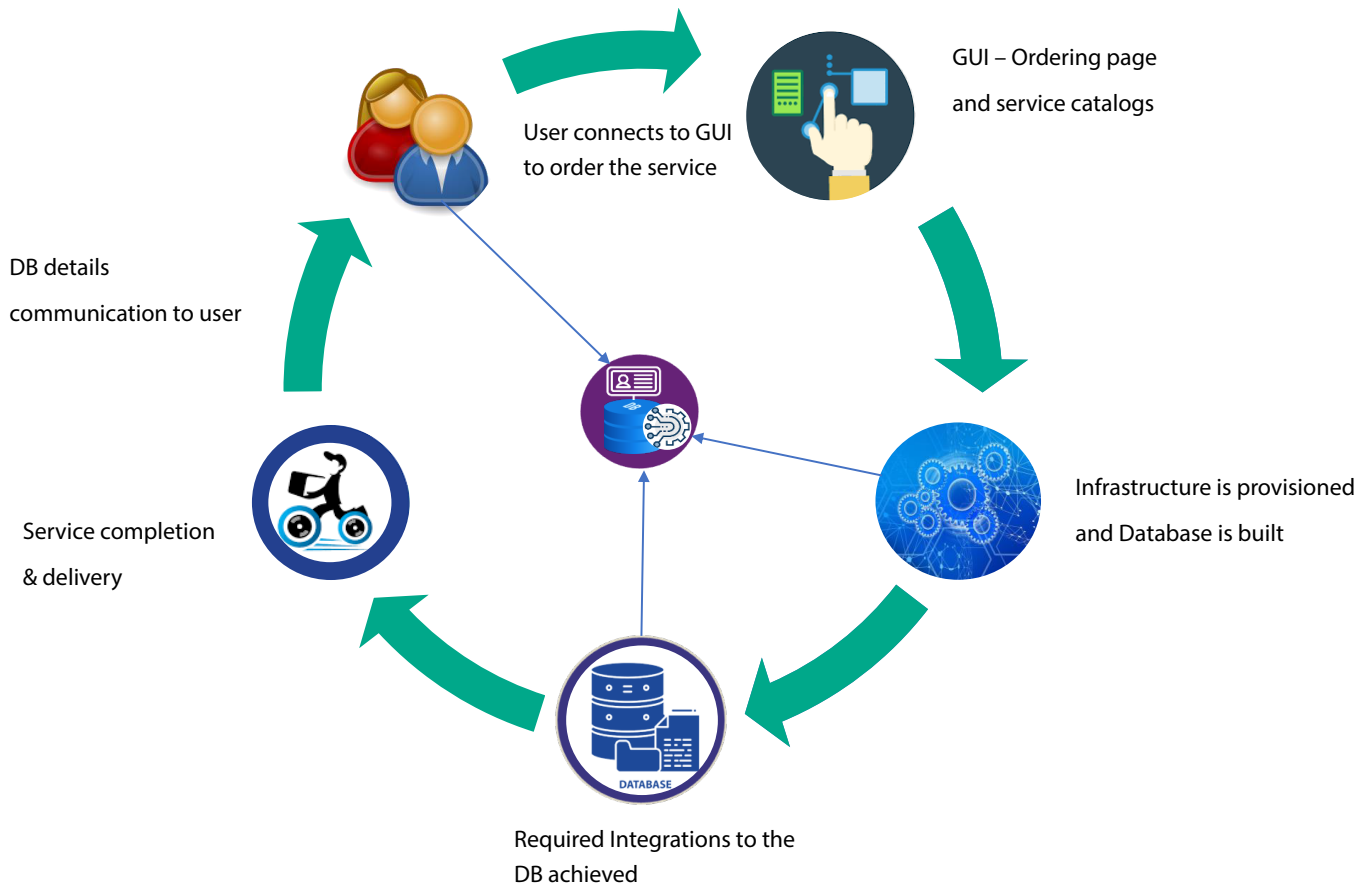 User connects to GUI
to order the service
GUI – Ordering page
and service catalogs
Infrastructure is provisioned
and Database is built
DATABASE
Required Integrations to the
DB achieved
Service completion
& delivery
DB details
communication to user
DB